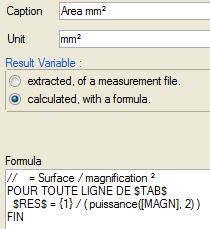 Caption Area mm²
Unit mm²
Result Variable :
extracted, of a measurement file.
calculated, with a formula.
Formula
// = Surface / magnification ²
POUR TOUTE LIGNE DE $TAB$
$RES$ = {1} / ( puissance([MAGN], 2) )
FIN